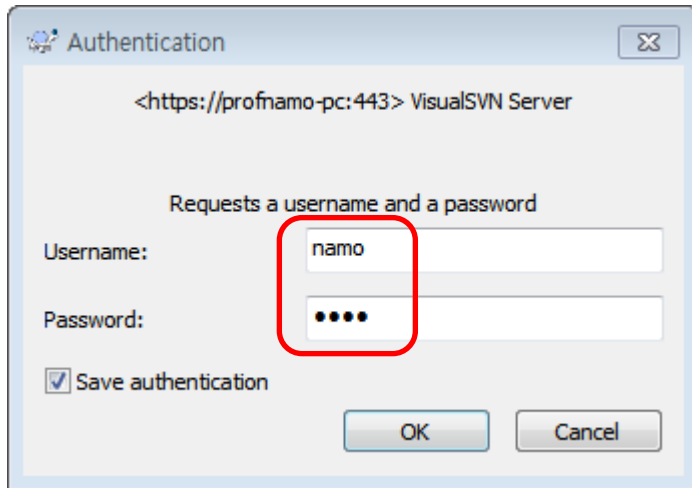 Authentication
<https://profnamo-pc:443> VisualSVN Server
Requests a username and a password
Username:
namo
Password:
••••
Save authentication
OK
Cancel